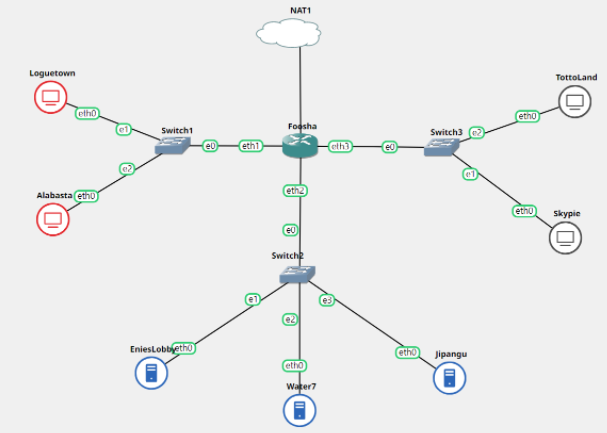 NAT1
Loguetown
TottoLand
eth0
e1
Switch1
Foosha
Switch3
e2
eth0
e0
eth1
eth3
e0
e2
e1
Alabasta
eth0
eth2
eth0
Skypie
e0
Switch2
e1
e2
e3
EniesLobby
eth0
eth0
eth0
Jipangu
Water7